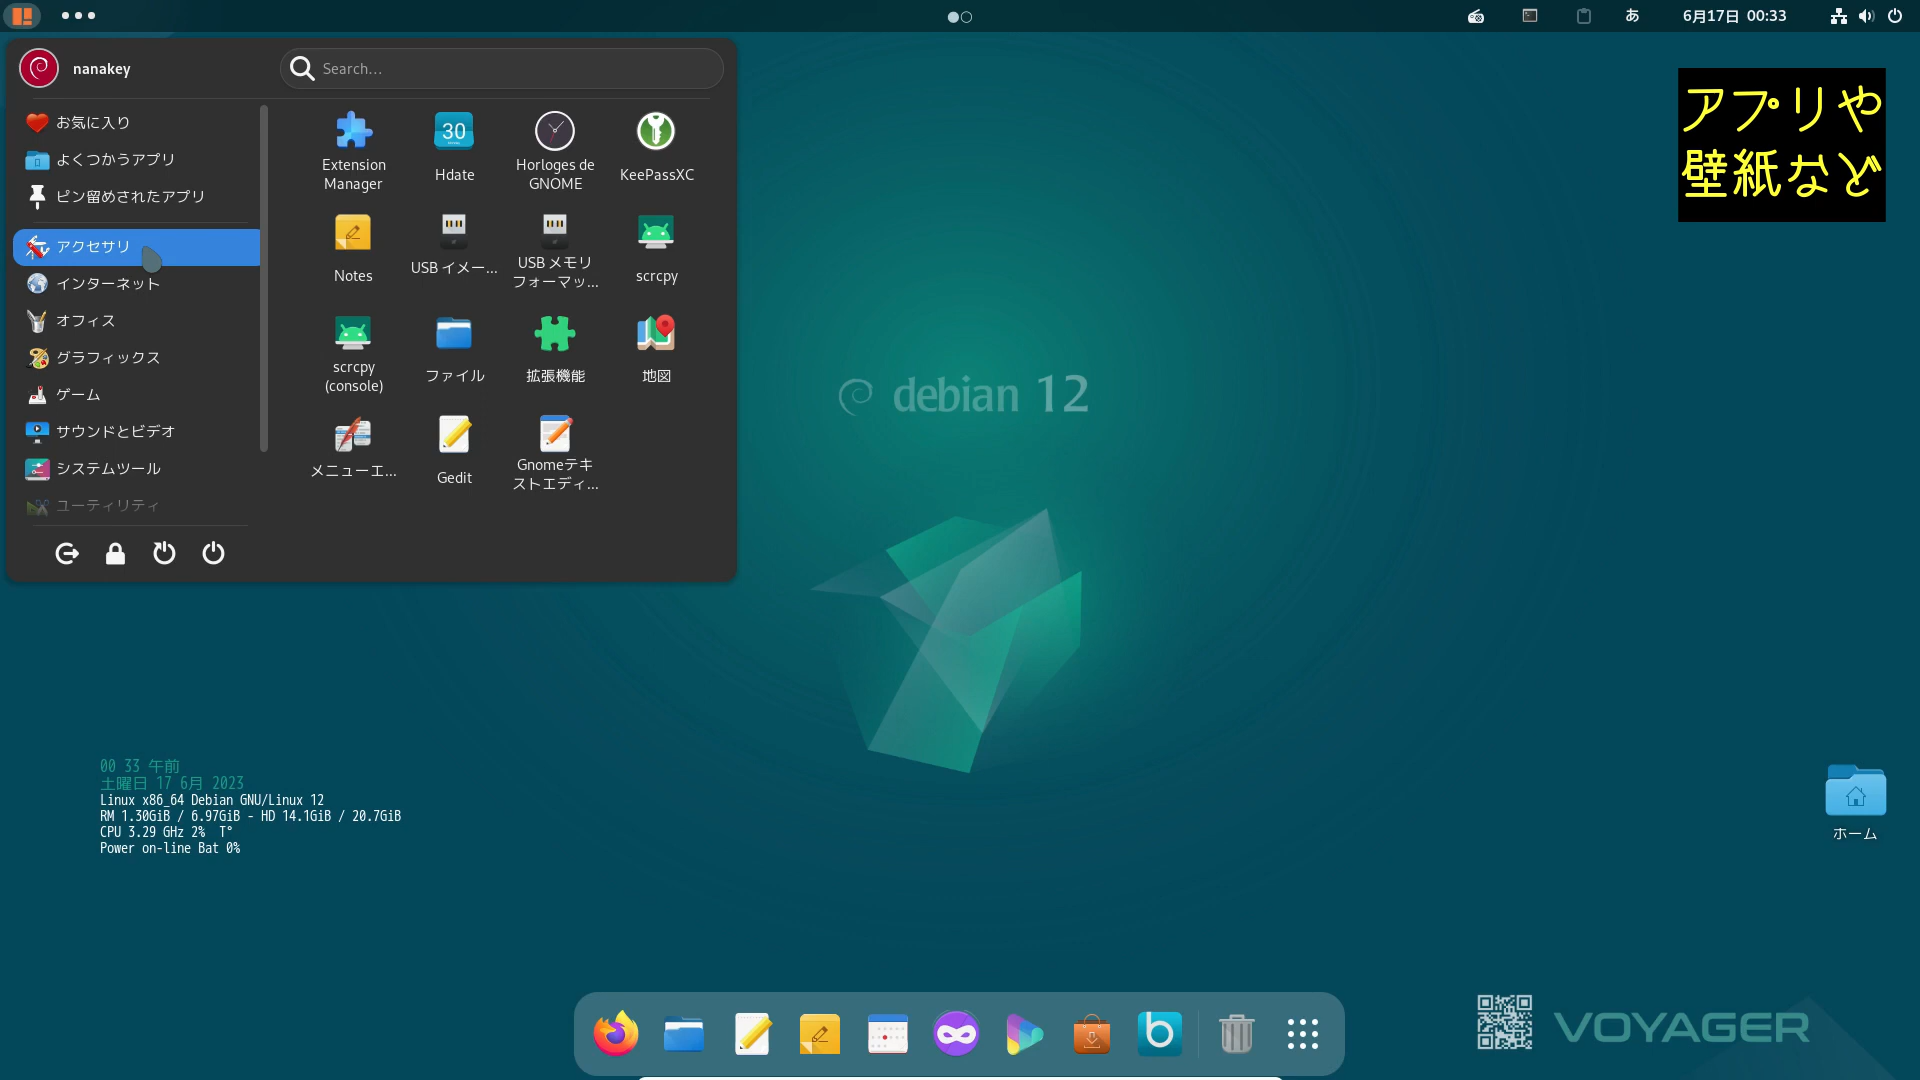 あ
6月17日 00:33
nanakey
Search...
お気に入り
よくつかうアプリ
ピン留めされたアプリ
アクセサリ
インターネット
オフィス
グラフィックス
ゲーム
サウンドとビデオ
システムツール
ユーティリティ
Extension
Manager
Hdate
30
Horloges de
GNOME
KeePassXC
Notes
USB イメー...
USB メモリ
フォーマッ...
scrcpy
scrcpy
(console)
ファイル
拡張機能
地図
メニューエ...
Gedit
Gnomeテキ
ストエディ...
アプリや
壁紙など
debian 12
00 33 午前
土曜日 17 6月 2023
Linux x86_64 Debian GNU/Linux 12
RM 1.30GiB / 6.97GiB - HD 14.1GiB / 20.7GiB
CPU 3.29 GHz 2% T°
Power on-line Bat 0%
ホーム
b
VOYAGER